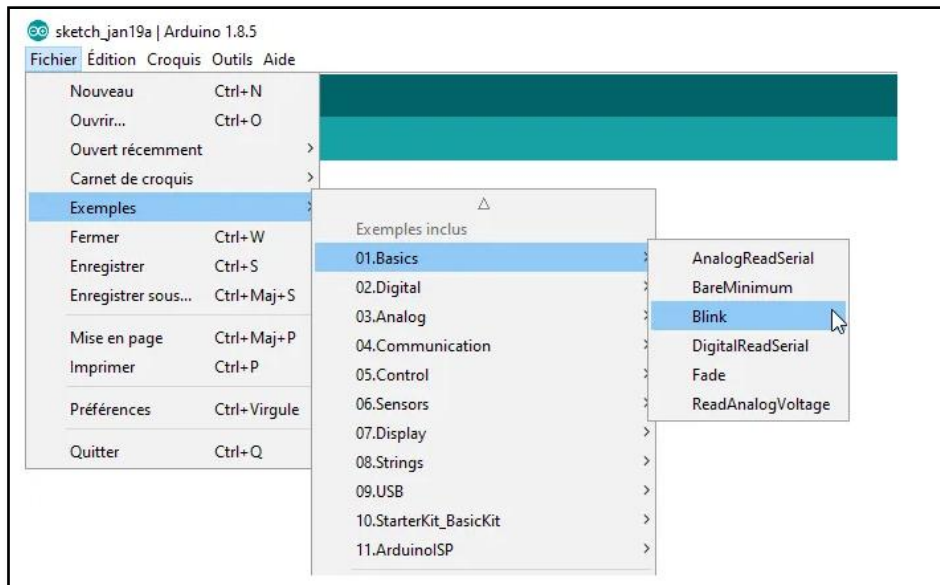 sketch_jan19a | Arduino 1.8.5
Fichier Édition Croquis Outils Aide
Nouveau Ctrl+N
Ouvrir... Ctrl+O
Ouvert récemment
Carnet de croquis
Exemples
Fermer Ctrl+W
Enregistrer Ctrl+S
Enregistrer sous... Ctrl+Maj+S
Mise en page Ctrl+Maj+P
Imprimer Ctrl+P
Préférences Ctrl+Virgule
Quitter Ctrl+Q
Exemples inclus
01.Basics
02.Digital
03.Analog
04.Communication
05.Control
06.Sensors
07.Display
08.Strings
09.USB
10.StarterKit_BasicKit
11.ArduinoISP
AnalogReadSerial
BareMinimum
Blink
DigitalReadSerial
Fade
ReadAnalogVoltage